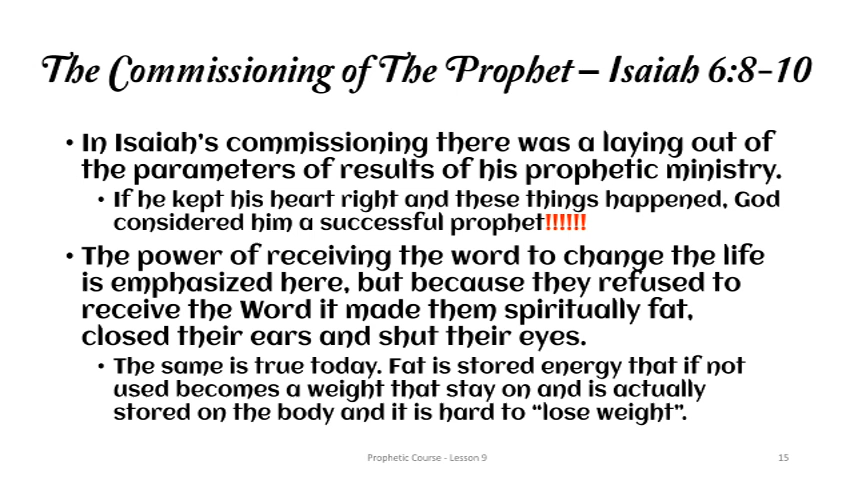 The Commissioning of The Prophet – Isaiah 6:8-10
• In Isaiah's commissioning there was a laying out of
the parameters of results of his prophetic ministry.
• If he kept his heart right and these things happened, God
considered him a successful prophet!!!!!!
• The power of receiving the word to change the life
is emphasized here, but because they refused to
receive the Word it made them spiritually fat,
closed their ears and shut their eyes.
• The same is true today. Fat is stored energy that if not
used becomes a weight that stay on and is actually
stored on the body and it is hard to “lose weight”.
Prophetic Course - Lesson 9
15